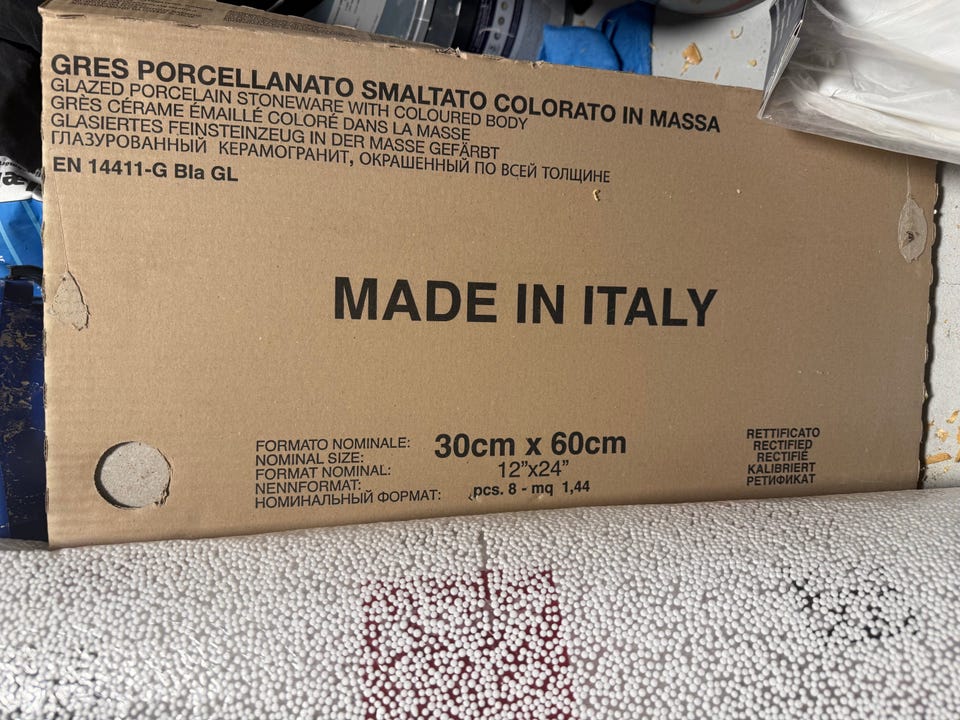 GRES PORCELLANATO SMALTATO COLORATO IN MASSA
GLAZED PORCELAIN STONEWARE WITH COLOURED BODY
GRÈS CÉRAME ÉMAILLÉ COLORÉ DANS LA MASSE
GLASIERTES FEINSTEINZEUG IN DER MASSE GEFÄRBT
ГЛАЗУРОВАННЫЙ КЕРАМОГРАНИТ, ОКРАШЕННЫЙ ПО ВСЕЙ ТОЛЩИНЕ
EN 14411-G BIa GL
MADE IN ITALY
FORMATO NOMINALE:
NOMINAL SIZE:
FORMAT NOMINAL:
NENNFORMAT:
НОМИНАЛЬНЫЙ ФОРМАТ:
30cm x 60cm
12”x24”
pcs. 8 - mq 1,44
RETTIFICATO
RECTIFIED
RECTIFIÉ
KALIBRIERT
РЕТИФИКАТ